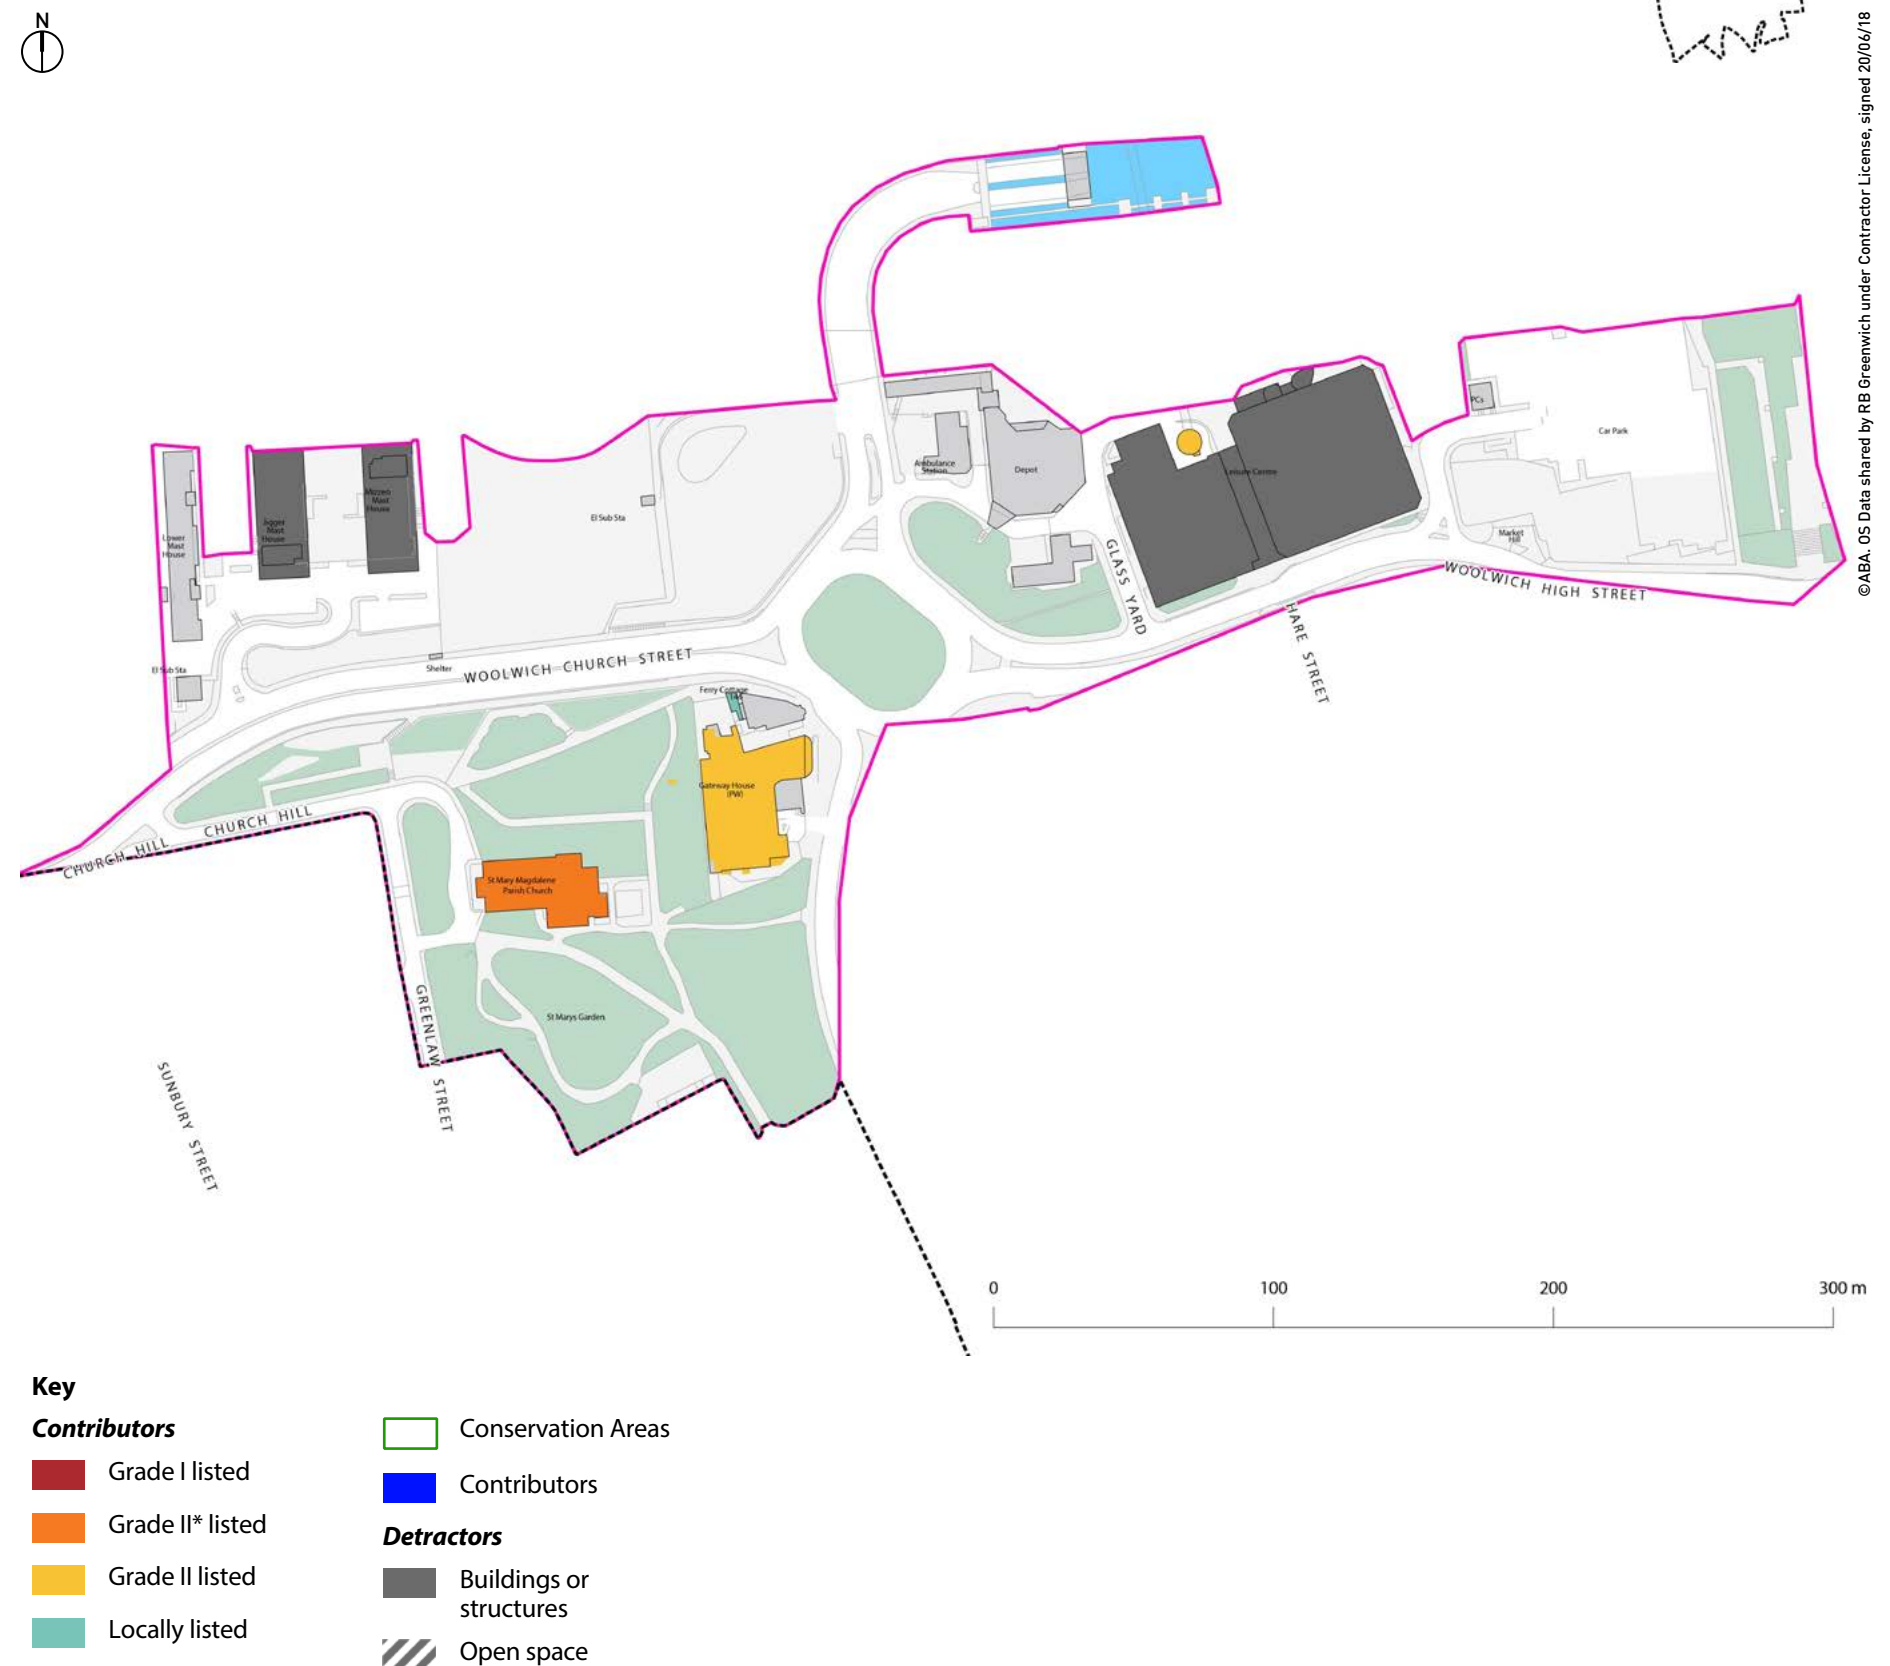 N
©ABA. OS Data shared by RB Greenwich under Contractor License, signed 20/06/18
PCs
Car Park
Ambulance
Station
Depot
Leisure Centre
Mizzen
Mast
House
Jigger
Mast
House
Lower
Mast
House
El Sub Sta
Market
Hill
GLASS YARD
WOOLWICH HIGH STREET
HARE STREET
El Sub Sta
Shelter
WOOLWICH CHURCH STREET
Ferry Cottage
Gateway House
(PW)
CHURCH HILL
CHURCH HILL
St Mary Magdalene
Parish Church
St Marys Garden
GREENLAW STREET
SUNBURY STREET
0 100 200 300 m
Key
Contributors
Grade I listed
Grade II* listed
Grade II listed
Locally listed
Conservation Areas
Contributors
Detractors
Buildings or
structures
Open space